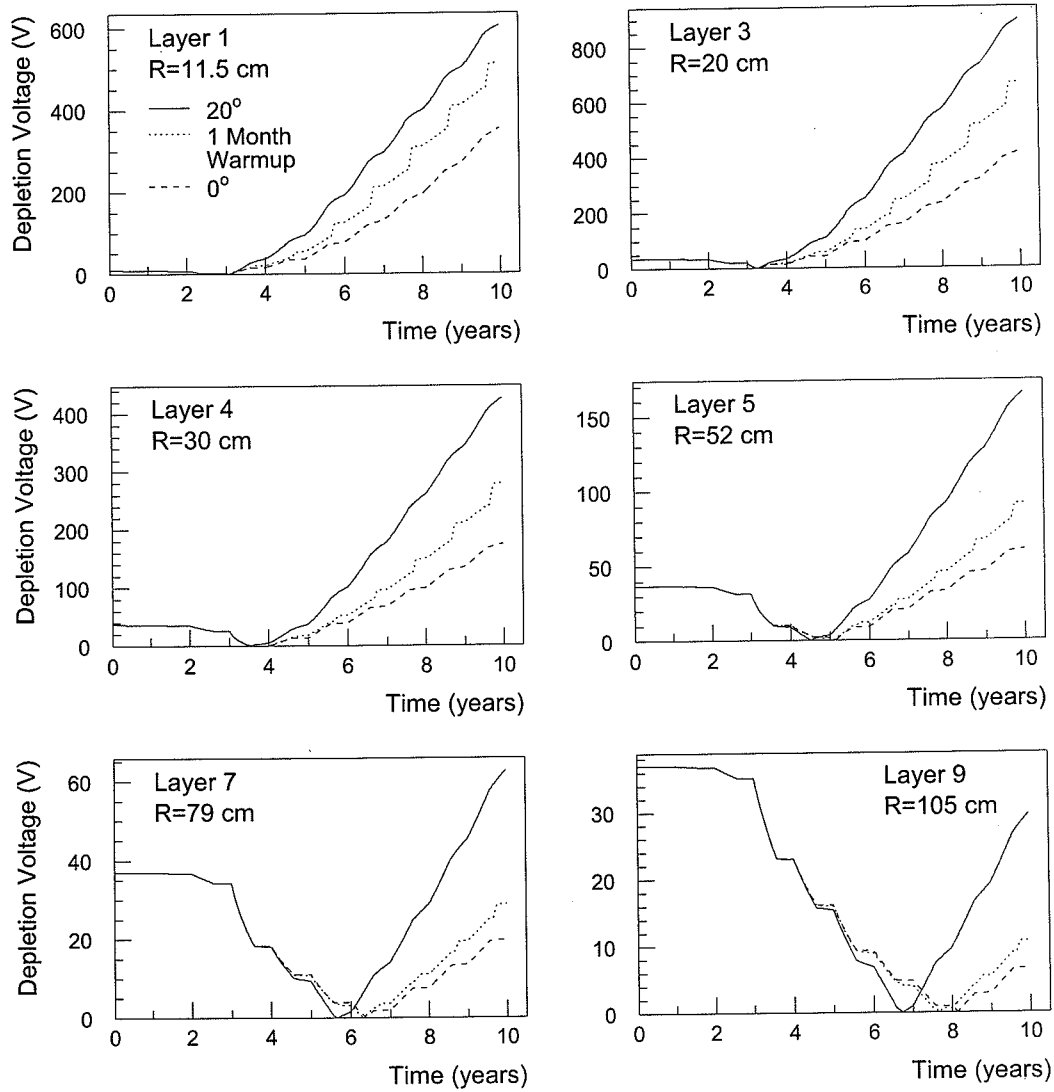 Depletion Voltage (V)
600
400
200
0
Layer 1
R=11.5 cm
20°
1 Month
Warmup
0°
0 2 4 6 8 10
Time (years)
800
600
400
200
0
Layer 3
R=20 cm
0 2 4 6 8 10
Time (years)
Depletion Voltage (V)
400
300
200
100
0
Layer 4
R=30 cm
0 2 4 6 8 10
Time (years)
150
100
50
0
Layer 5
R=52 cm
0 2 4 6 8 10
Time (years)
Depletion Voltage (V)
60
40
20
0
Layer 7
R=79 cm
0 2 4 6 8 10
Time (years)
30
20
10
0
Layer 9
R=105 cm
0 2 4 6 8 10
Time (years)